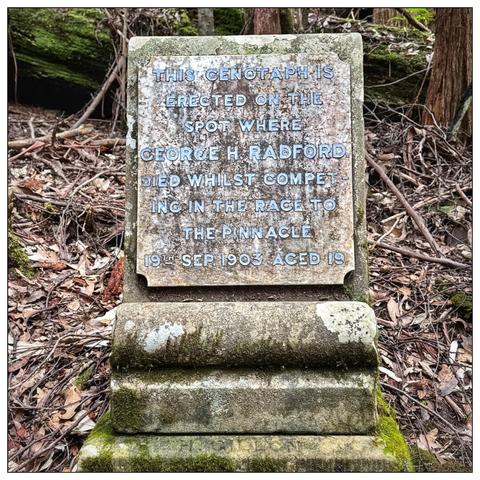 THIS CENOTAPH IS
ERECTED ON THE
SPOT WHERE
GEORGE H. RADFORD.
DIED WHILST COMPET-
ING IN THE RACE TO
THE PINNACLE
19TH SEP. 1903 AGED 19.